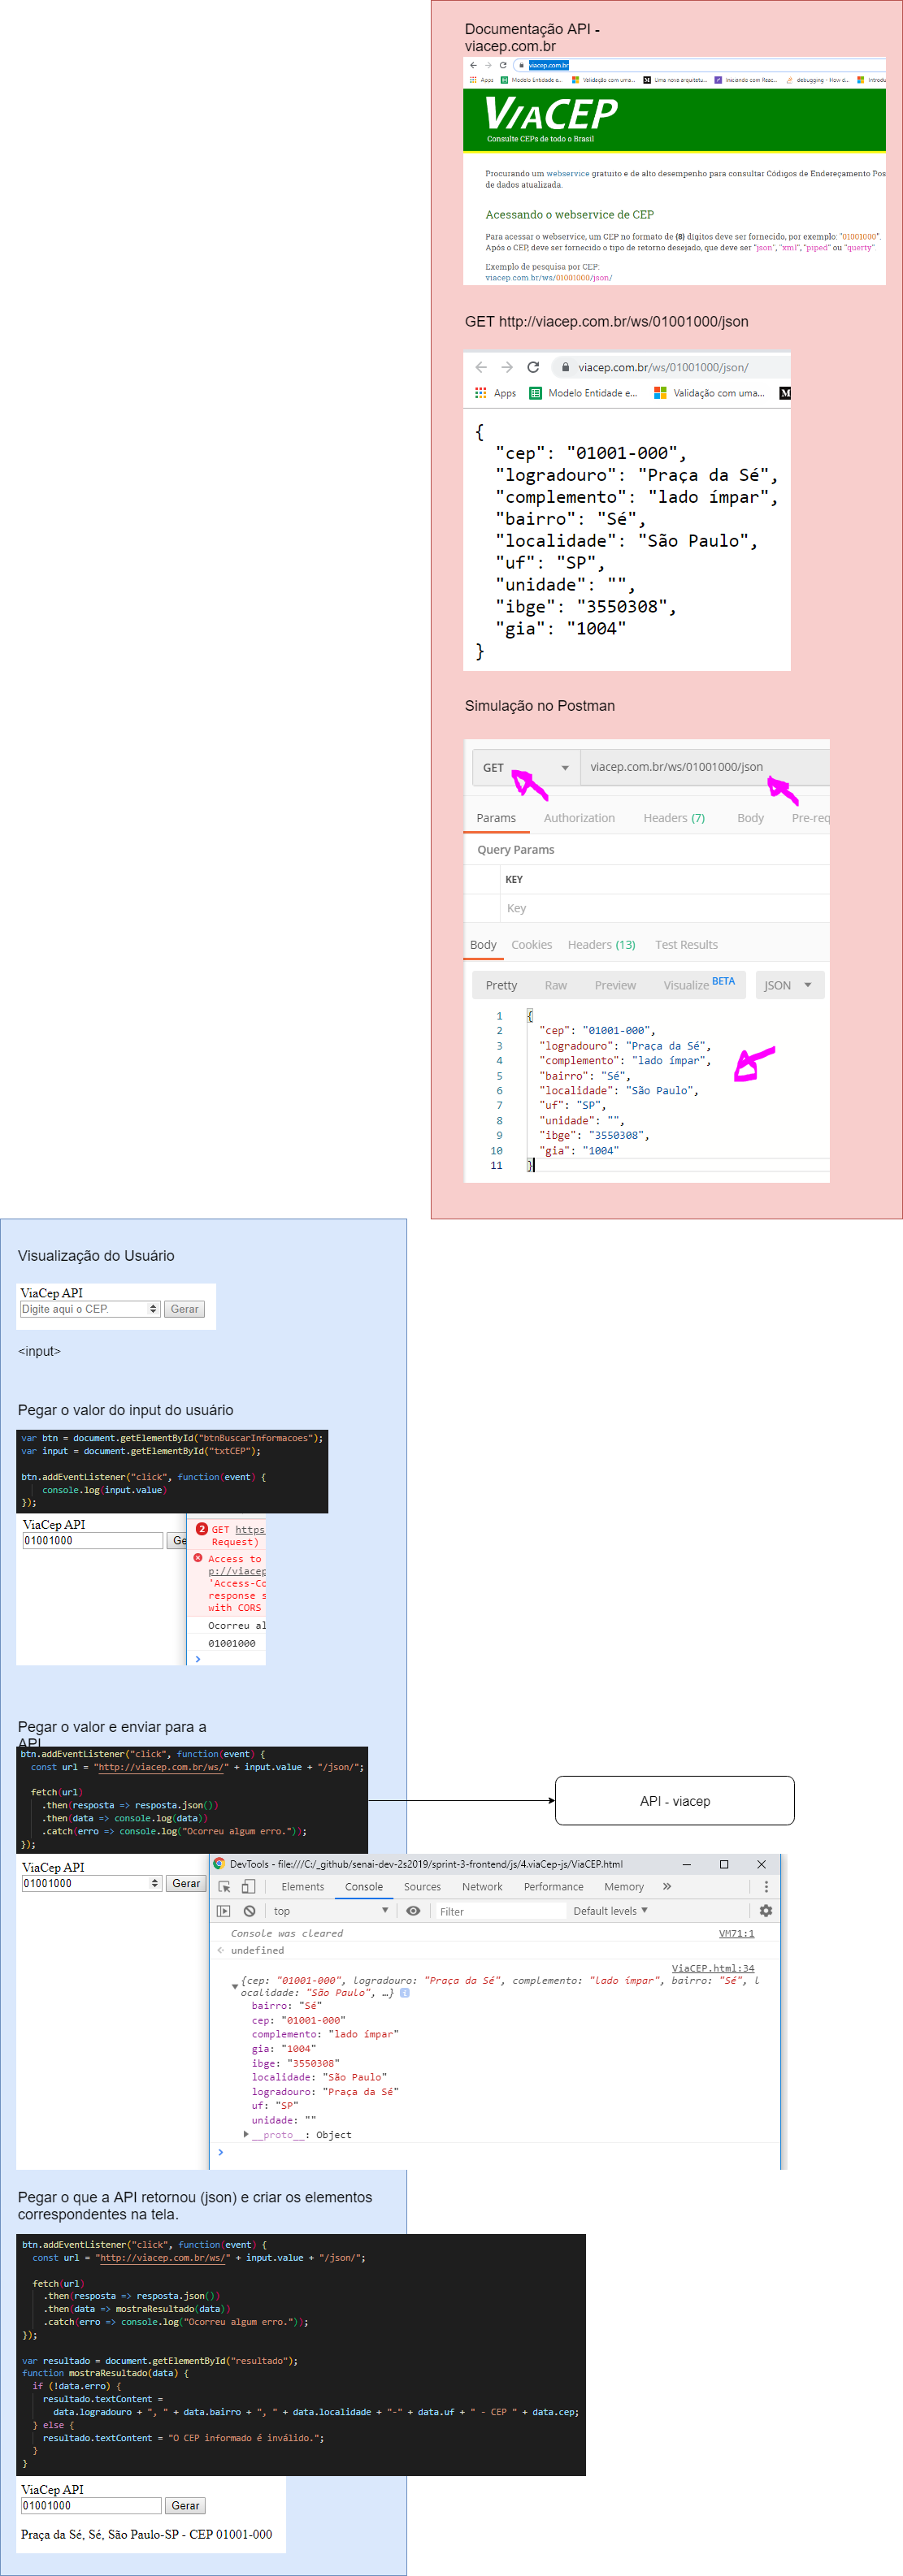 Documentação API -
viacep.com.br
viacep.com.br
Apps Modelo Entidade e... Validação com uma... Uma nova arquitetu... Iniciando com Reac... debugging - How d... Introdu
VIACEP
Consulte CEPs de todo o Brasil
Procurando um webservice gratuito e de alto desempenho para consultar Códigos de Endereçamento Pos
de dados atualizada.
Acessando o webservice de CEP
Para acessar o webservice, um CEP no formato de {8} dígitos deve ser fornecido, por exemplo: "01001000".
Após o CEP, deve ser fornecido o tipo de retorno desejado, que deve ser "json", "xml", "piped" ou "querty"
Exemplo de pesquisa por CEP:
viacep.com.br/ws/01001000/json/
GET http://viacep.com.br/ws/01001000/json
viacep.com.br/ws/01001000/json/
Apps Modelo Entidade e... Validação com uma... M
{
"cep": "01001-000",
"logradouro": "Praça da Sé",
"complemento": "lado ímpar",
"bairro": "Sé",
"localidade": "São Paulo",
"uf": "SP",
"unidade": "",
"ibge": "3550308",
"gia": "1004"
}
Simulação no Postman
GET viacep.com.br/ws/01001000/json
Params Authorization Headers (7) Body Pre-req
Query Params
KEY
Key
Body Cookies Headers (13) Test Results
Pretty Raw Preview Visualize BETA JSON
1 {
2 "cep": "01001-000",
3 "logradouro": "Praça da Sé",
4 "complemento": "lado ímpar",
5 "bairro": "Sé",
6 "localidade": "São Paulo",
7 "uf": "SP",
8 "unidade": "",
9 "ibge": "3550308",
10 "gia": "1004"
11 }
Visualização do Usuário
ViaCep API
Digite aqui o CEP. Gerar
<input>
Pegar o valor do input do usuário
var btn = document.getElementById("btnBuscarInformacoes");
var input = document.getElementById("txtCEP");
btn.addEventListener("click", function(event) {
console.log(input.value)
});
ViaCep API
01001000 Ge
2 GET https
Request)
Access to
p://viacep
'Access-Co
response s
with CORS
Ocorreu al
01001000
>
Pegar o valor e enviar para a
API
btn.addEventListener("click", function(event) {
const url = "http://viacep.com.br/ws/" + input.value + "/json/";
fetch(url)
.then(resposta => resposta.json())
.then(data => console.log(data))
.catch(erro => console.log("Ocorreu algum erro."));
});
API - viacep
ViaCep API
01001000 Gerar
DevTools - file:///C:/_github/senai-dev-2s2019/sprint-3-frontend/js/4.viaCep-js/ViaCEP.html
Elements Console Sources Network Performance Memory »
top Filter Default levels
Console was cleared VM71:1
undefined
ViaCEP.html:34
{cep: "01001-000", logradouro: "Praça da Sé", complemento: "lado ímpar", bairro: "Sé", l
ocalidade: "São Paulo", …} i
bairro: "Sé"
cep: "01001-000"
complemento: "lado ímpar"
gia: "1004"
ibge: "3550308"
localidade: "São Paulo"
logradouro: "Praça da Sé"
uf: "SP"
unidade: ""
__proto__: Object
>
Pegar o que a API retornou (json) e criar os elementos
correspondentes na tela.
btn.addEventListener("click", function(event) {
const url = "http://viacep.com.br/ws/" + input.value + "/json/";
fetch(url)
.then(resposta => resposta.json())
.then(data => mostraResultado(data))
.catch(erro => console.log("Ocorreu algum erro."));
});
var resultado = document.getElementById("resultado");
function mostraResultado(data) {
if (!data.erro) {
resultado.textContent =
data.logradouro + ", " + data.bairro + ", " + data.localidade + "-" + data.uf + " - CEP " + data.cep;
} else {
resultado.textContent = "O CEP informado é inválido.";
}
}
ViaCep API
01001000 Gerar
Praça da Sé, Sé, São Paulo-SP - CEP 01001-000